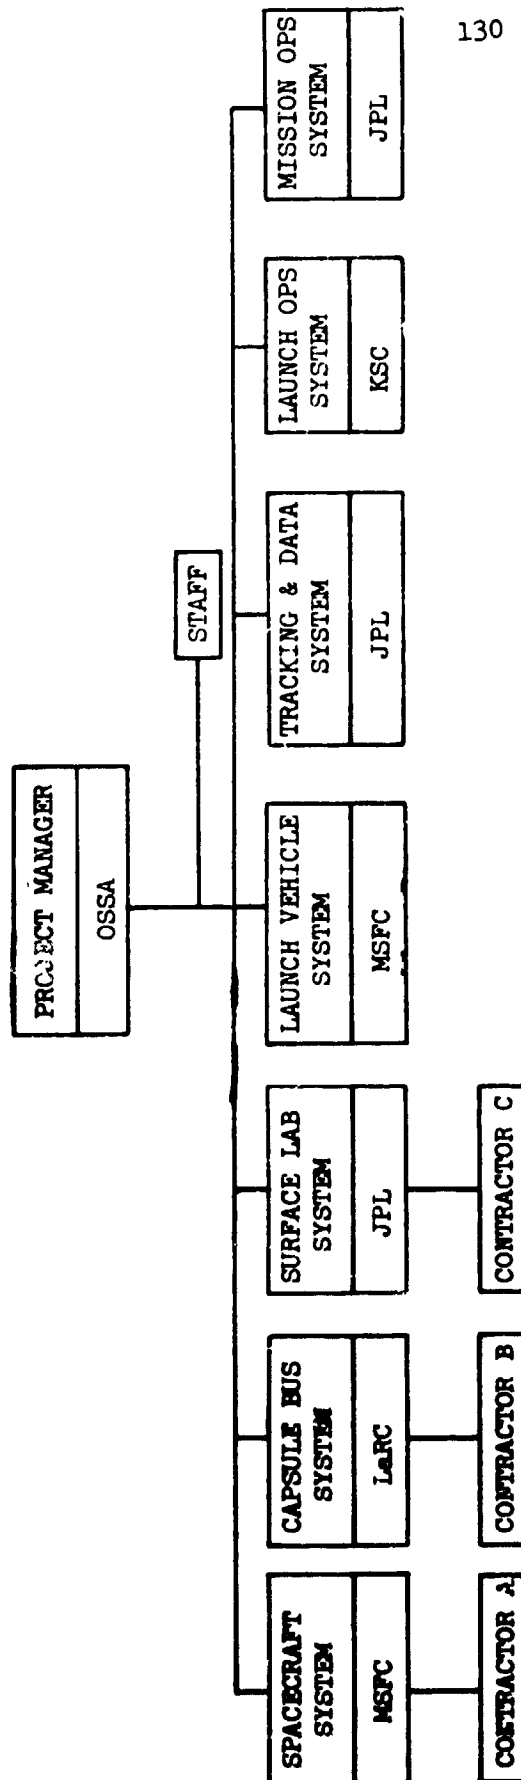 130
PROJECT MANAGER
OSSA
STAFF
SPACECRAFT
SYSTEM
MSFC
CAPSULE BUS
SYSTEM
LaRC
SURFACE LAB
SYSTEM
JPL
LAUNCH VEHICLE
SYSTEM
MSFC
TRACKING & DATA
SYSTEM
JPL
LAUNCH OPS
SYSTEM
KSC
MISSION OPS
SYSTEM
JPL
CONTRACTOR A
CONTRACTOR B
CONTRACTOR C